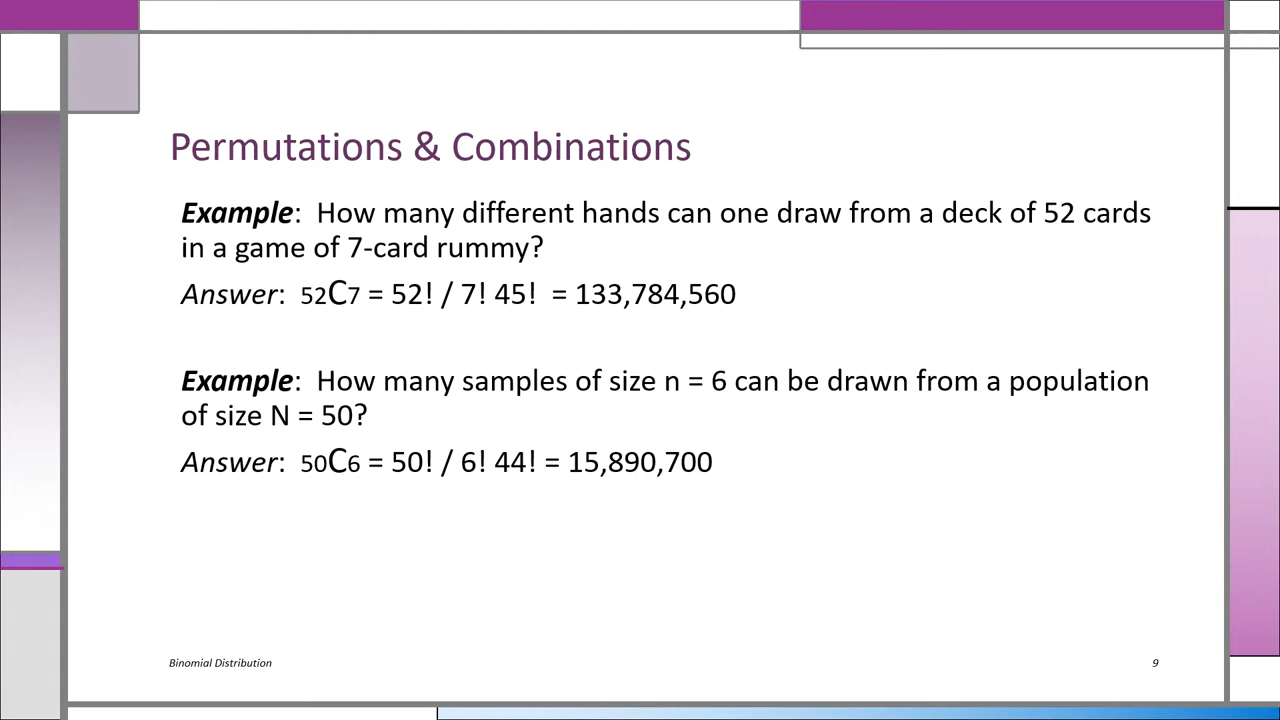 Permutations & Combinations
Example: How many different hands can one draw from a deck of 52 cards
in a game of 7-card rummy?
Answer: 52C7 = 52! / 7! 45! = 133,784,560
Example: How many samples of size n = 6 can be drawn from a population
of size N = 50?
Answer: 50C6 = 50! / 6! 44! = 15,890,700
Binomial Distribution
9